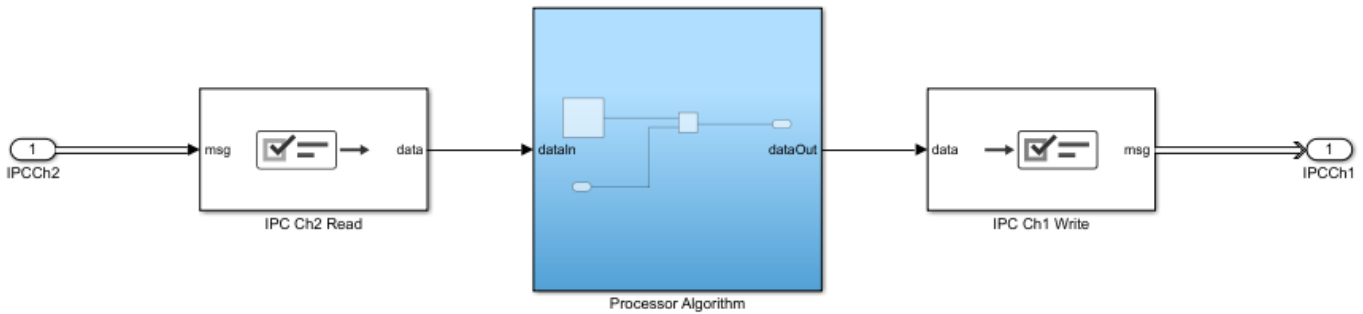 1
IPCCh2
msg
data
IPC Ch2 Read
dataIn
dataOut
Processor Algorithm
data
msg
IPC Ch1 Write
1
IPCCh1